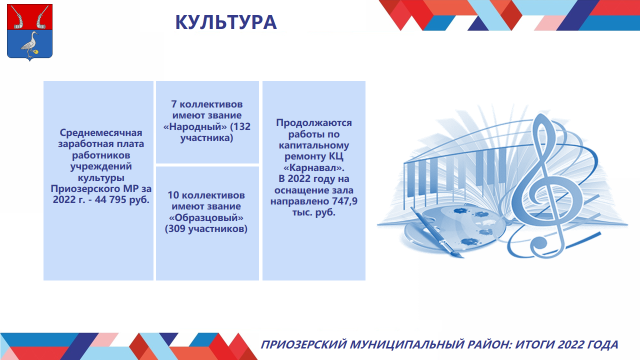 КУЛЬТУРА
Среднемесячная
заработная плата
работников
учреждений
культуры
Приозерского МР за
2022 г. - 44 795 руб.
7 коллективов
имеют звание
«Народный» (132
участника)
10 коллективов
имеют звание
«Образцовый»
(309 участников)
Продолжаются
работы по
капитальному
ремонту КЦ
«Карнавал».
В 2022 году на
оснащение зала
направлено 747,9
тыс. руб.
ПРИОЗЕРСКИЙ МУНИЦИПАЛЬНЫЙ РАЙОН: ИТОГИ 2022 ГОДА